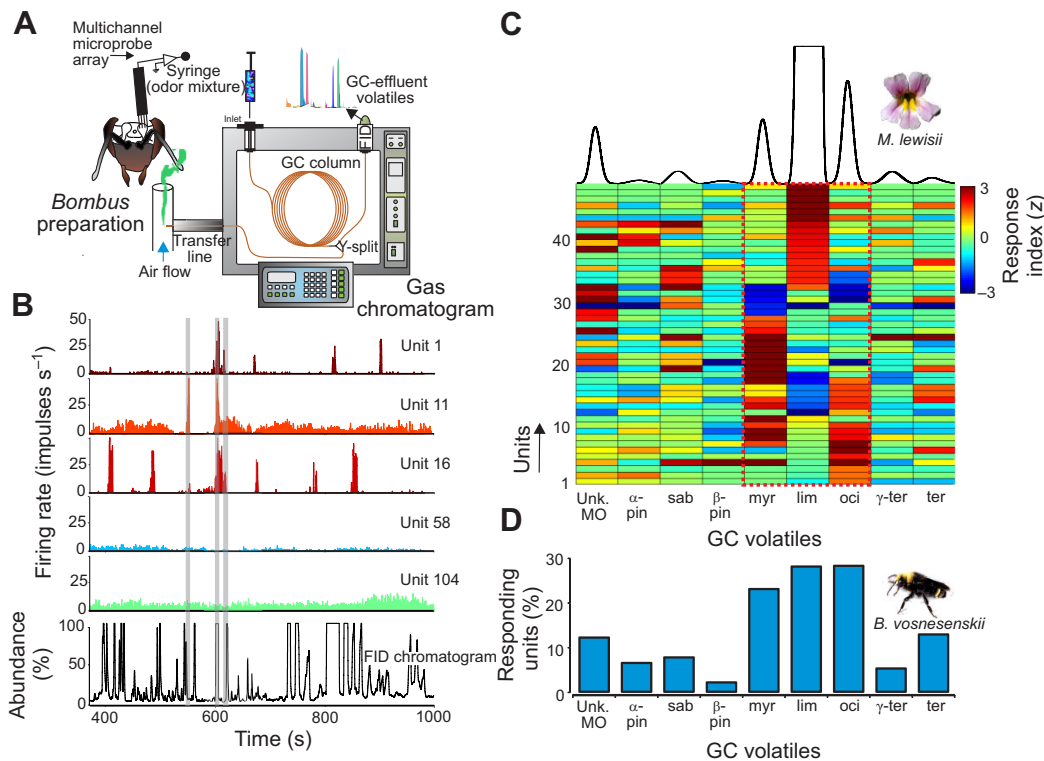 A
Multichannel
microprobe
array
Syringe
(odor mixture)
GC-effluent
volatiles
Inlet
FID
GC column
Bombus
preparation
Y-split
Transfer
line
Air flow
Gas
chromatogram
B
Firing rate (impulses s⁻¹)
50
25
0
Unit 1
25
0
Unit 11
25
0
Unit 16
25
0
Unit 58
25
0
Unit 104
Abundance
(%)
100
50
0
FID chromatogram
400
600
800
1000
Time (s)
C
M. lewisii
3
0
–3
Response
index (z)
Units
40
30
20
10
1
Unk. MO
α-pin
sab
β-pin
myr
lim
oci
γ-ter
ter
GC volatiles
D
Responding
units (%)
30
20
10
0
B. vosnesenskii
Unk. MO
α-pin
sab
β-pin
myr
lim
oci
γ-ter
ter
GC volatiles